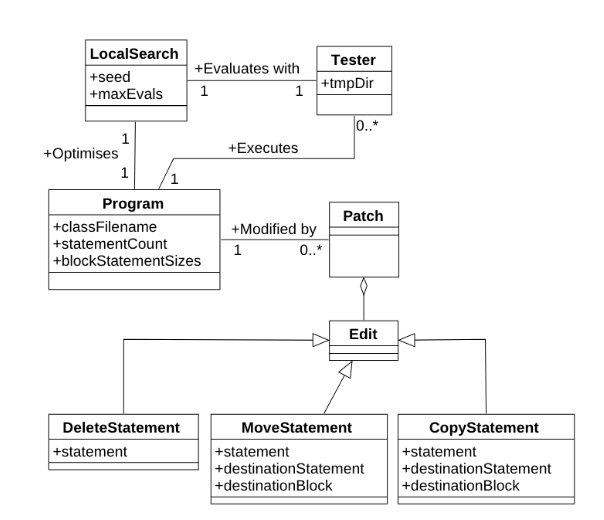 LocalSearch
+seed
+maxEvals
+Evaluates with
1
1
Tester
+tmpDir
0..*
1
+Optimises
1
+Executes
1
Program
+classFilename
+statementCount
+blockStatementSizes
+Modified by
1
0..*
Patch
Edit
DeleteStatement
+statement
MoveStatement
+statement
+destinationStatement
+destinationBlock
CopyStatement
+statement
+destinationStatement
+destinationBlock